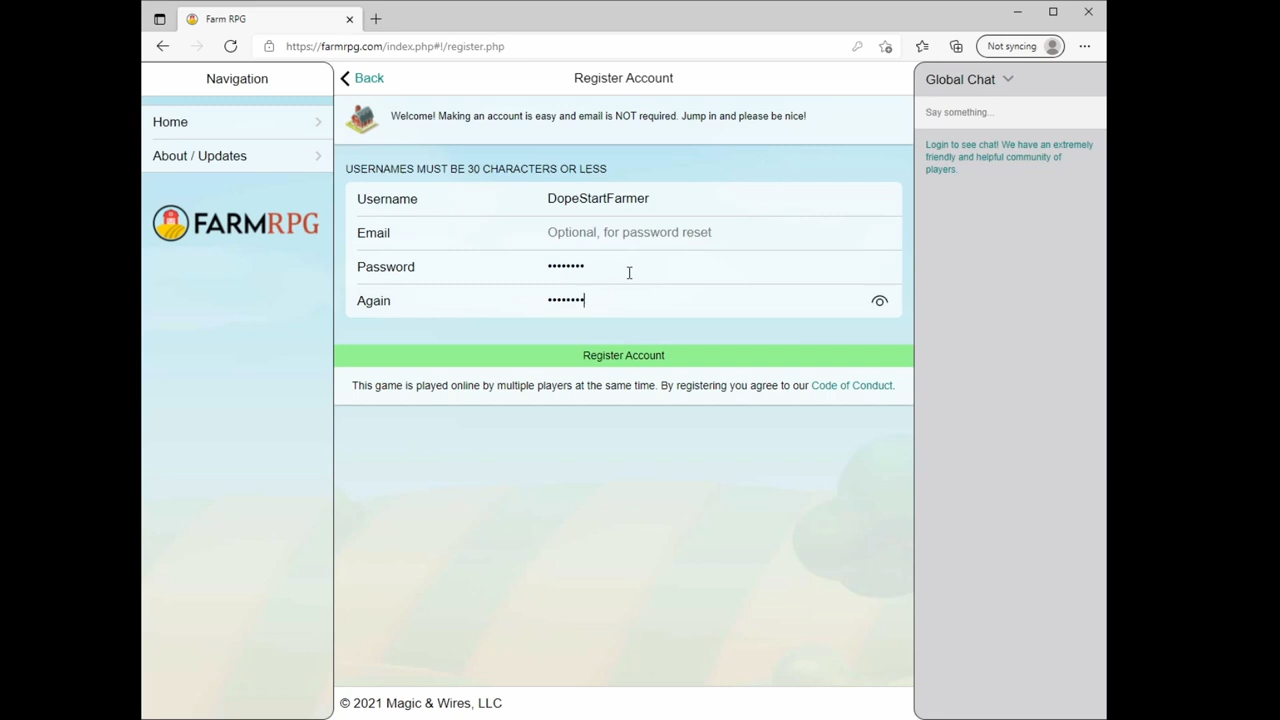 Farm RPG
https://farmrpg.com/index.php#!/register.php
Not syncing
Navigation
Home
About / Updates
FARMRPG
Back
Register Account
Welcome! Making an account is easy and email is NOT required. Jump in and please be nice!
USERNAMES MUST BE 30 CHARACTERS OR LESS
Username DopeStartFarmer
Email Optional, for password reset
Password ••••••••
Again ••••••••
Register Account
This game is played online by multiple players at the same time. By registering you agree to our Code of Conduct.
© 2021 Magic & Wires, LLC
Global Chat
Say something...
Login to see chat! We have an extremely
friendly and helpful community of
players.